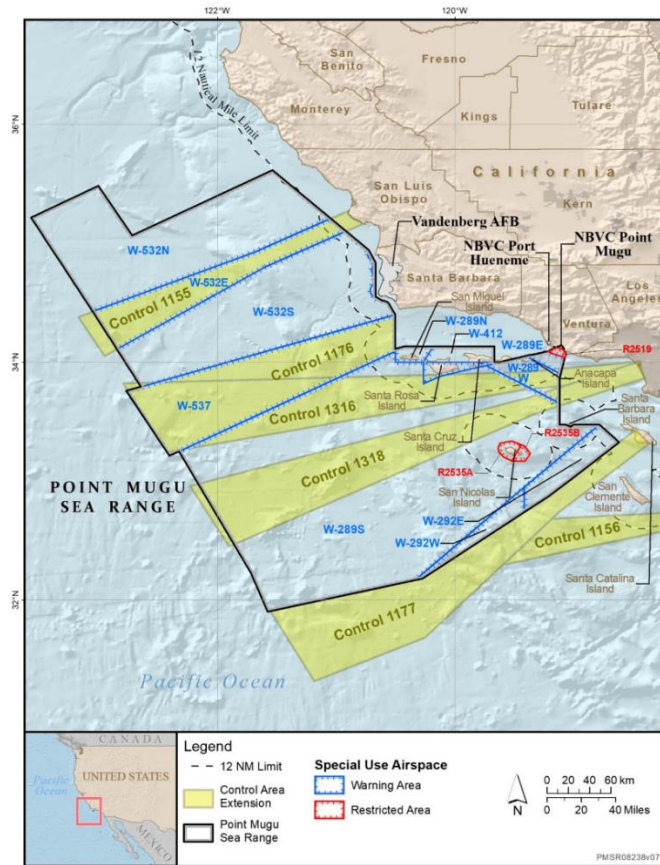 122°W
120°W
36°N
34°N
32°N
San
Benito
Fresno
Monterey
Tulare
Kings
12 Nautical Mile Limit
California
San Luis
Obispo
Kern
Vandenberg AFB
NBVC Port
Hueneme
NBVC Point
Mugu
Santa Barbara
Los
Angeles
Ventura
San Miguel
Island
W-532N
W-532E
Control 1155
W-532S
W-289N
W-412
W-289E
R2519
W-289
W
Control 1176
Anacapa
Island
Santa Rosa
Island
W-537
Control 1316
Santa
Barbara
Island
Santa Cruz
Island
R2535B
Control 1318
R2535A
POINT MUGU
SEA RANGE
San Nicolas
Island
San
Clemente
Island
W-289S
W-292E
W-292W
Control 1156
Santa Catalina
Island
Control 1177
Pacific Ocean
CANADA
Pacific
Ocean
UNITED
STATES
MEXICO
Legend
12 NM Limit
Control Area
Extension
Point Mugu
Sea Range
Special Use Airspace
Warning Area
Restricted Area
N
0 20 40 60 km
0 20 40 Miles
PMSR08238v07